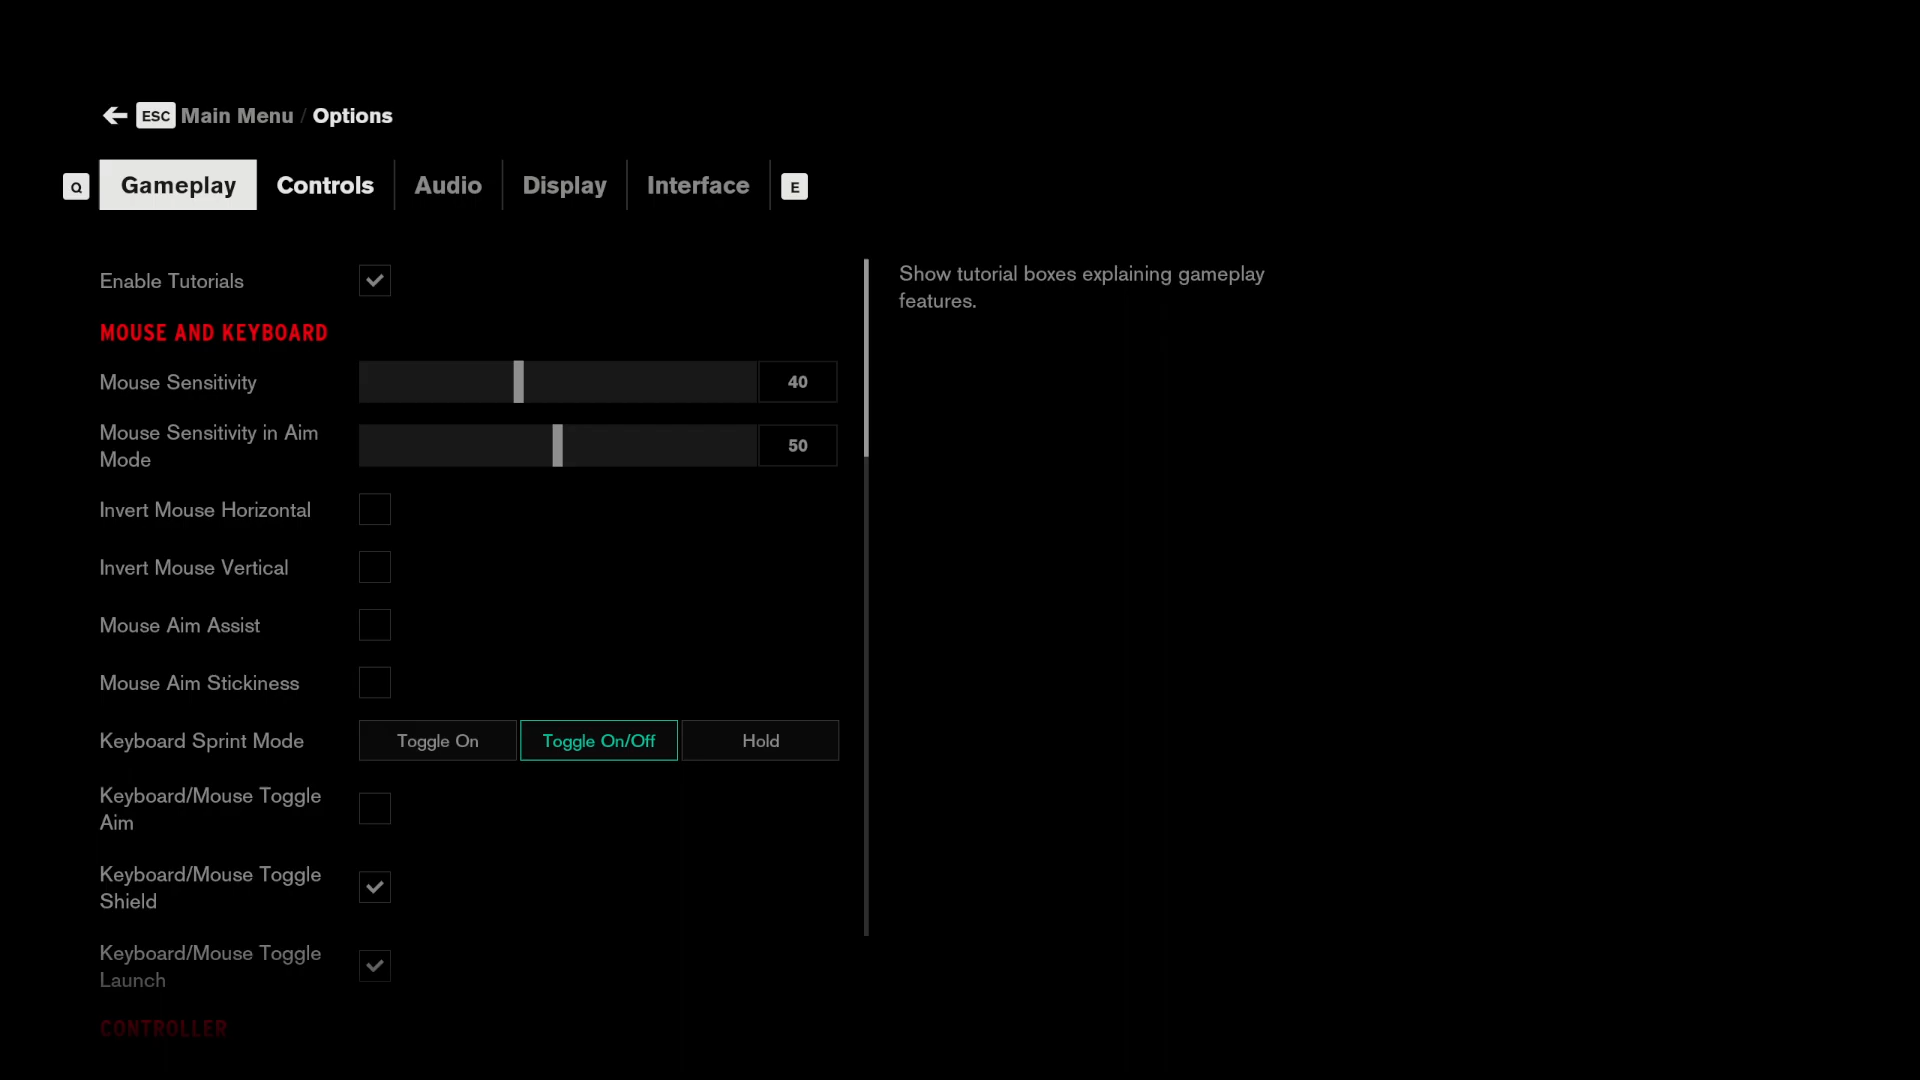 ESC Main Menu / Options
Q Gameplay Controls Audio Display Interface E
Enable Tutorials
Show tutorial boxes explaining gameplay
features.
MOUSE AND KEYBOARD
Mouse Sensitivity 40
Mouse Sensitivity in Aim
Mode 50
Invert Mouse Horizontal
Invert Mouse Vertical
Mouse Aim Assist
Mouse Aim Stickiness
Keyboard Sprint Mode Toggle On Toggle On/Off Hold
Keyboard/Mouse Toggle
Aim
Keyboard/Mouse Toggle
Shield
Keyboard/Mouse Toggle
Launch
CONTROLLER